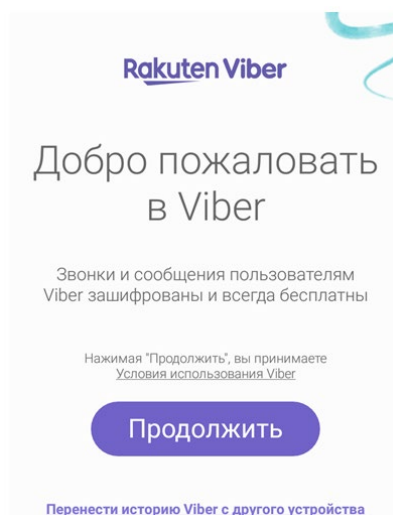 Rakuten Viber
Добро пожаловать
в Viber
Звонки и сообщения пользователям
Viber зашифрованы и всегда бесплатны
Нажимая "Продолжить", вы принимаете
Условия использования Viber
Продолжить
Перенести историю Viber с другого устройства